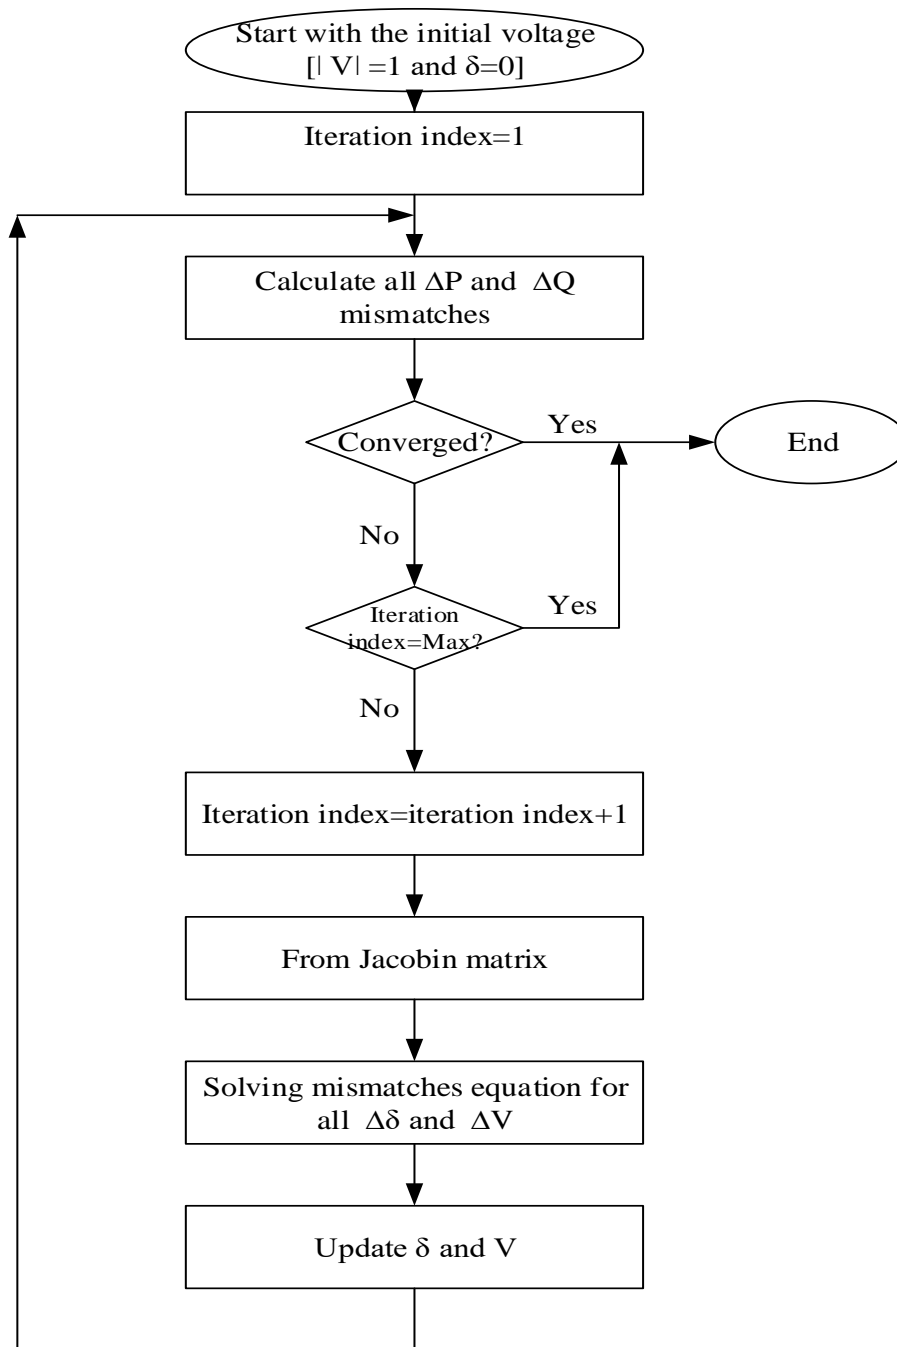 Start with the initial voltage
[| V| =1 and δ=0]
Iteration index=1
Calculate all ΔP and ΔQ
mismatches
Converged?
Yes
End
No
Iteration
index=Max?
Yes
No
Iteration index=iteration index+1
From Jacobin matrix
Solving mismatches equation for
all Δδ and ΔV
Update δ and V